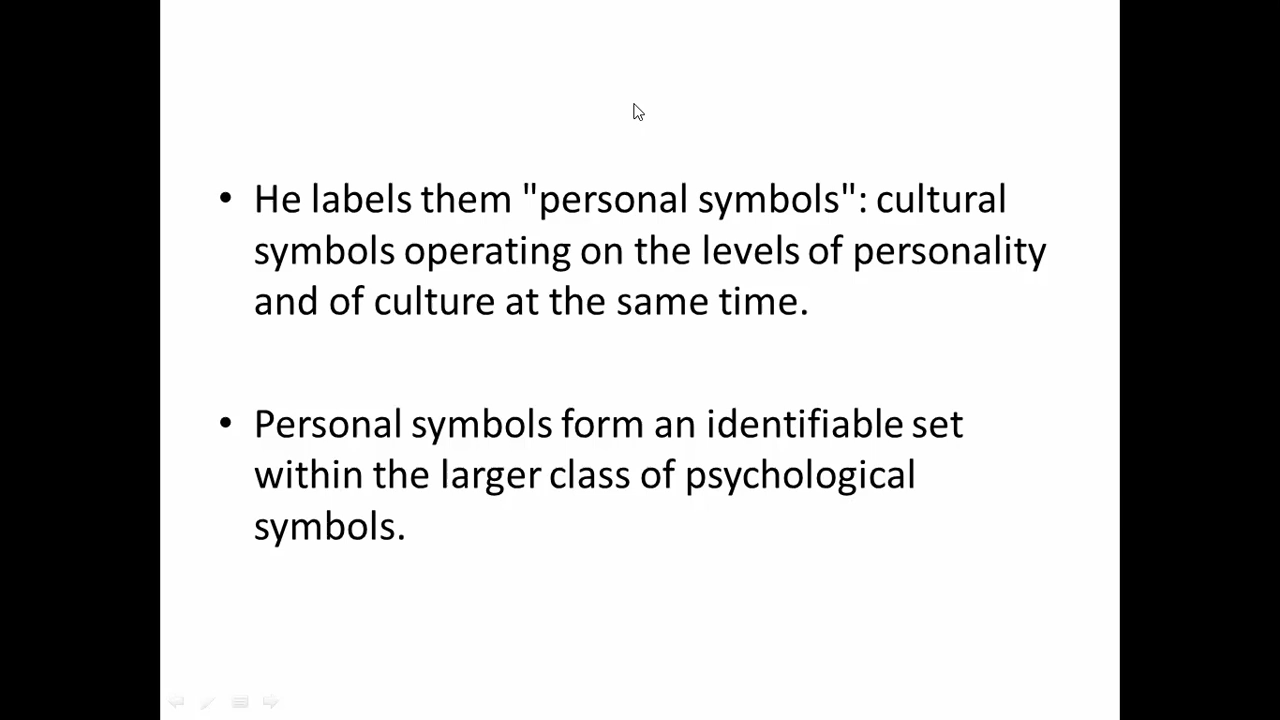 • He labels them "personal symbols": cultural
symbols operating on the levels of personality
and of culture at the same time.
• Personal symbols form an identifiable set
within the larger class of psychological
symbols.